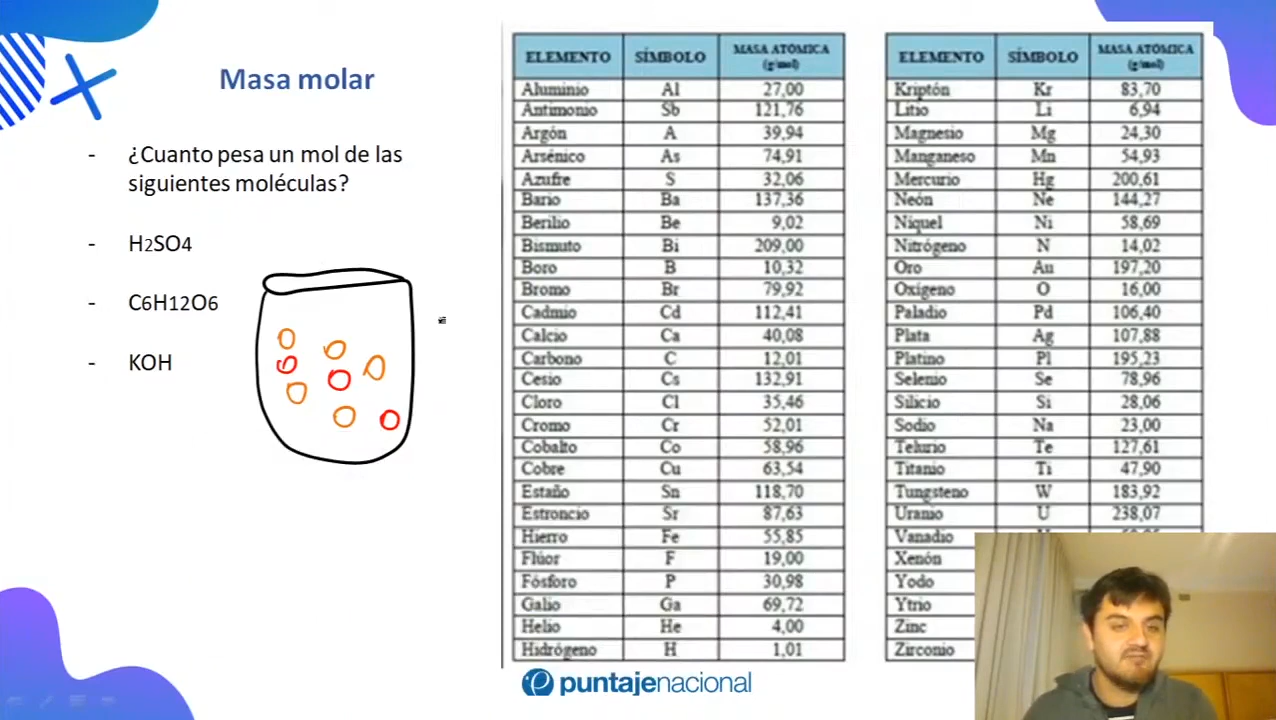 Masa molar
- ¿Cuanto pesa un mol de las
siguientes moléculas?
- H2SO4
- C6H12O6
- KOH
ELEMENTO SÍMBOLO MASA ATÓMICA (g/mol)
Aluminio Al 27,00
Antimonio Sb 121,76
Argón A 39,94
Arsénico As 74,91
Azufre S 32,06
Bario Ba 137,36
Berilio Be 9,02
Bismuto Bi 209,00
Boro B 10,32
Bromo Br 79,92
Cadmio Cd 112,41
Calcio Ca 40,08
Carbono C 12,01
Cesio Cs 132,91
Cloro Cl 35,46
Cromo Cr 52,01
Cobalto Co 58,96
Cobre Cu 63,54
Estaño Sn 118,70
Estroncio Sr 87,63
Hierro Fe 55,85
Flúor F 19,00
Fósforo P 30,98
Galio Ga 69,72
Helio He 4,00
Hidrógeno H 1,01
ELEMENTO SÍMBOLO MASA ATÓMICA (g/mol)
Kriptón Kr 83,70
Litio Li 6,94
Magnesio Mg 24,30
Manganeso Mn 54,93
Mercurio Hg 200,61
Neón Ne 144,27
Níquel Ni 58,69
Nitrógeno N 14,02
Oro Au 197,20
Oxígeno O 16,00
Paladio Pd 106,40
Plata Ag 107,88
Platino Pl 195,23
Selenio Se 78,96
Silicio Si 28,06
Sodio Na 23,00
Telurio Te 127,61
Titanio Ti 47,90
Tungsteno W 183,92
Uranio U 238,07
Vanadio
Xenón
Yodo
Ytrio
Zinc
Zirconio
puntajenacional